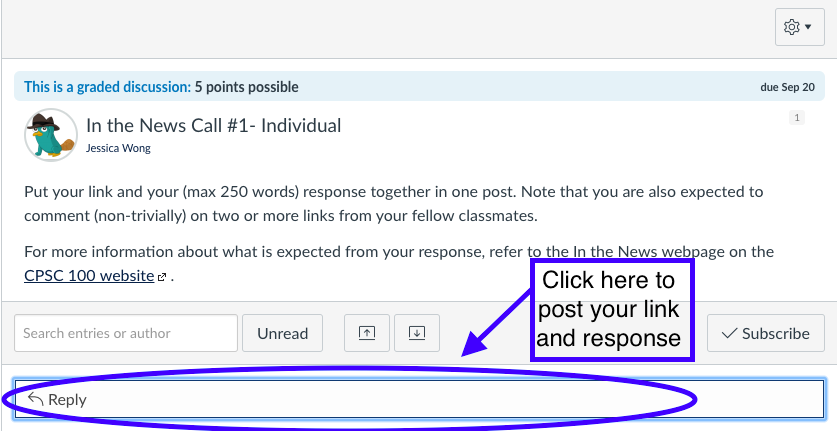 This is a graded discussion: 5 points possible
due Sep 20
In the News Call #1- Individual
1
Jessica Wong
Put your link and your (max 250 words) response together in one post. Note that you are also expected to
comment (non-trivially) on two or more links from your fellow classmates.
For more information about what is expected from your response, refer to the In the News webpage on the
CPSC 100 website .
Click here to
post your link
and response
Search entries or author
Unread
Subscribe
Reply